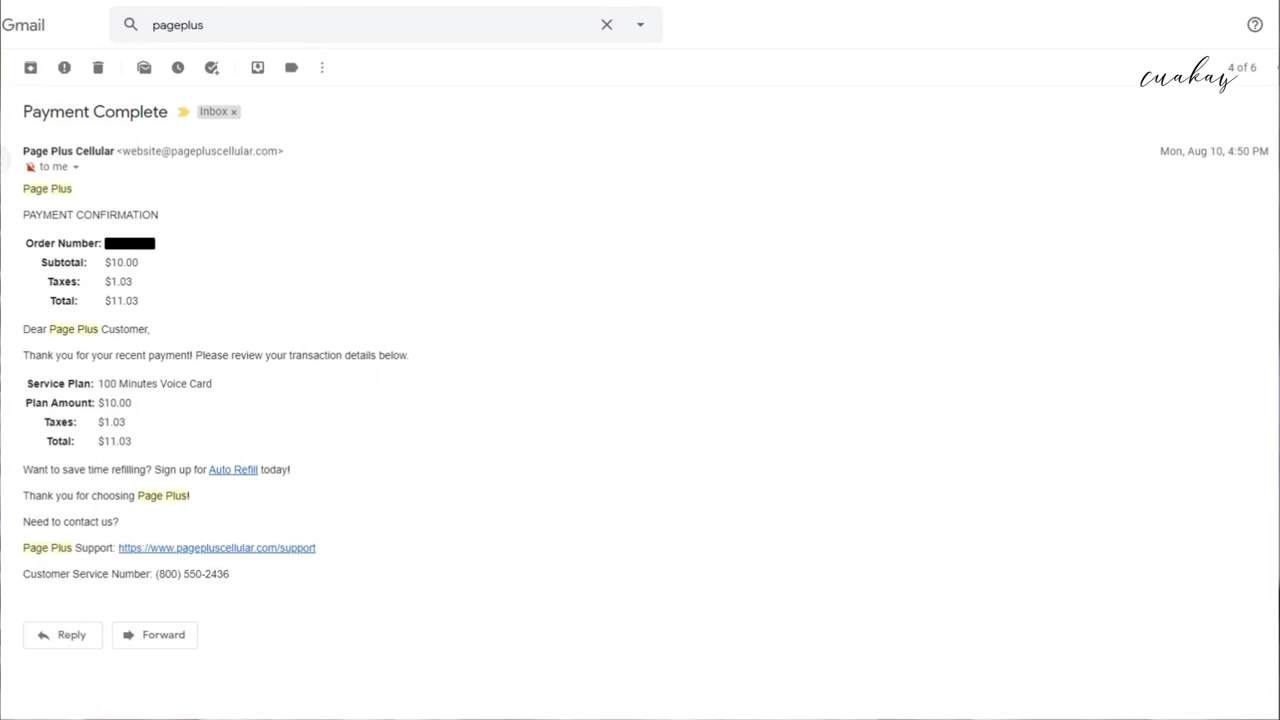 Gmail
pageplus
cuakay
4 of 6
Payment Complete
Inbox ×
Page Plus Cellular <website@pagepluscellular.com>
Mon, Aug 10, 4:50 PM
to me
Page Plus
PAYMENT CONFIRMATION
Order Number:
Subtotal: $10.00
Taxes: $1.03
Total: $11.03
Dear Page Plus Customer,
Thank you for your recent payment! Please review your transaction details below.
Service Plan: 100 Minutes Voice Card
Plan Amount: $10.00
Taxes: $1.03
Total: $11.03
Want to save time refilling? Sign up for Auto Refill today!
Thank you for choosing Page Plus!
Need to contact us?
Page Plus Support: https://www.pagepluscellular.com/support
Customer Service Number: (800) 550-2436
Reply
Forward